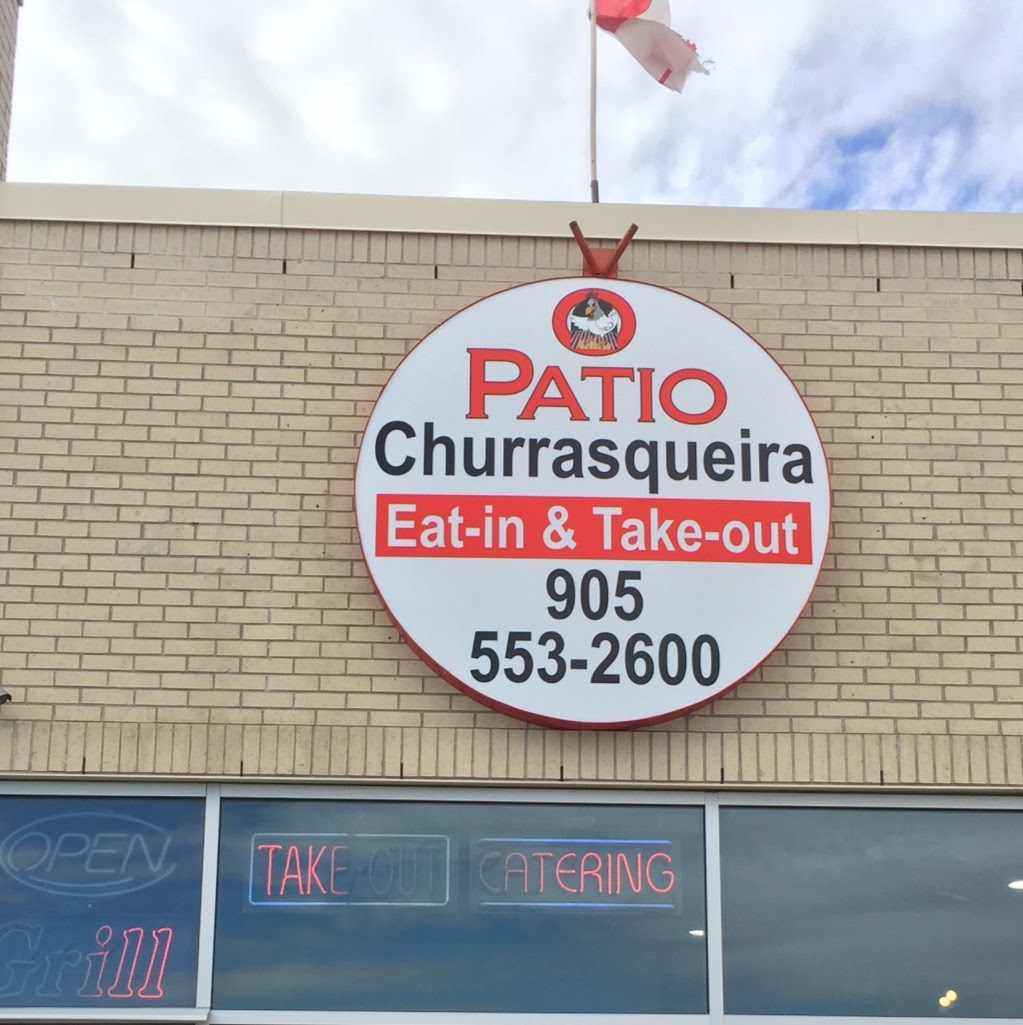 PATIO
Churrasqueira
Eat-in & Take-out
905
553-2600
OPEN
TAKE OUT
CATERING
Grill